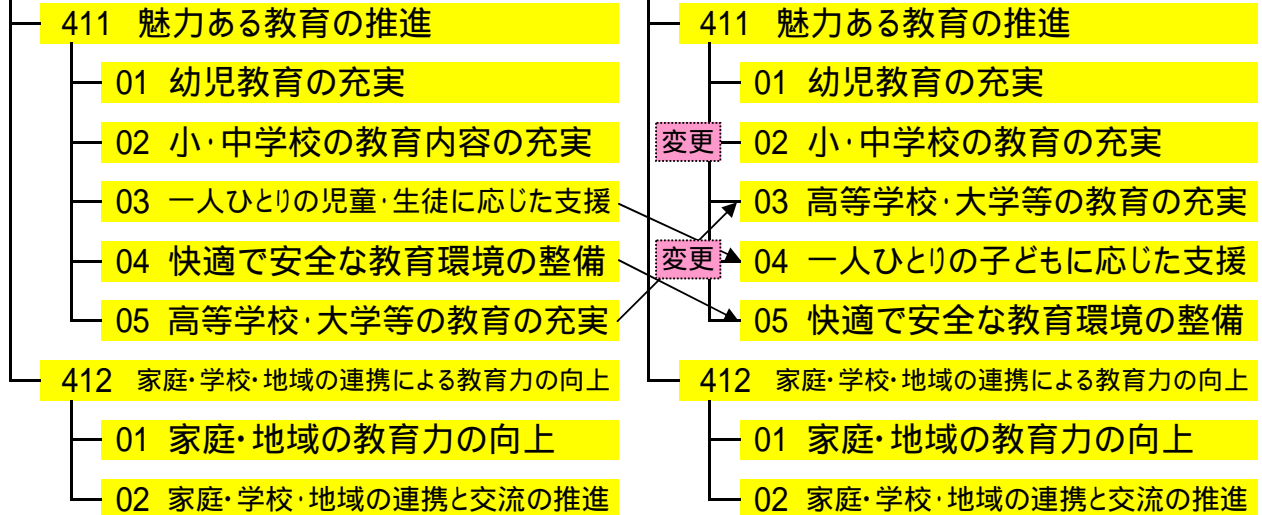 411 魅力ある教育の推進
01 幼児教育の充実
02 小・中学校の教育内容の充実
03 一人ひとりの児童・生徒に応じた支援
04 快適で安全な教育環境の整備
05 高等学校・大学等の教育の充実
412 家庭・学校・地域の連携による教育力の向上
01 家庭・地域の教育力の向上
02 家庭・学校・地域の連携と交流の推進
411 魅力ある教育の推進
01 幼児教育の充実
変更 02 小・中学校の教育の充実
03 高等学校・大学等の教育の充実
変更 04 一人ひとりの子どもに応じた支援
05 快適で安全な教育環境の整備
412 家庭・学校・地域の連携による教育力の向上
01 家庭・地域の教育力の向上
02 家庭・学校・地域の連携と交流の推進